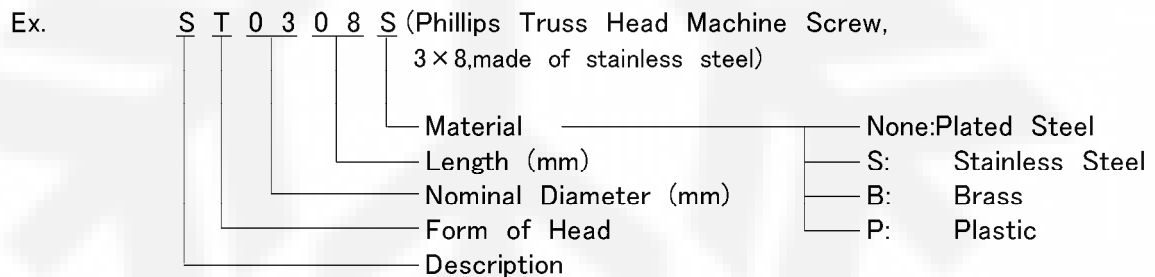 Ex. S T 0 3 0 8 S (Phillips Truss Head Machine Screw,
3×8,made of stainless steel)
Material None:Plated Steel
Length (mm) S: Stainless Steel
Nominal Diameter (mm) B: Brass
Form of Head P: Plastic
Description